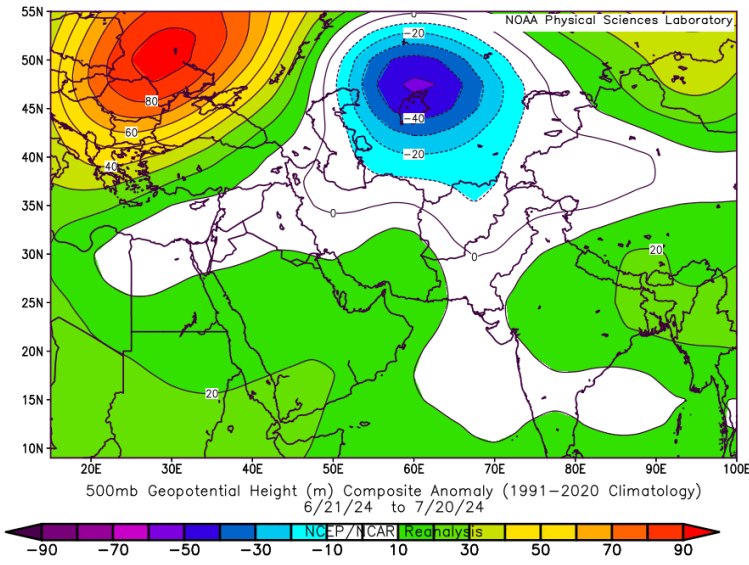 NOAA Physical Sciences Laboratory
55N
50N
45N
40N
35N
30N
25N
20N
15N
10N
0
-20
80
60
-40
40
-20
0
0
20
20
20E
30E
40E
50E
60E
70E
80E
90E
100E
500mb Geopotential Height (m) Composite Anomaly (1991-2020 Climatology)
6/21/24 to 7/20/24
NCEP/NCAR Reanalysis
-90 -70 -50 -30 -10 10 30 50 70 90